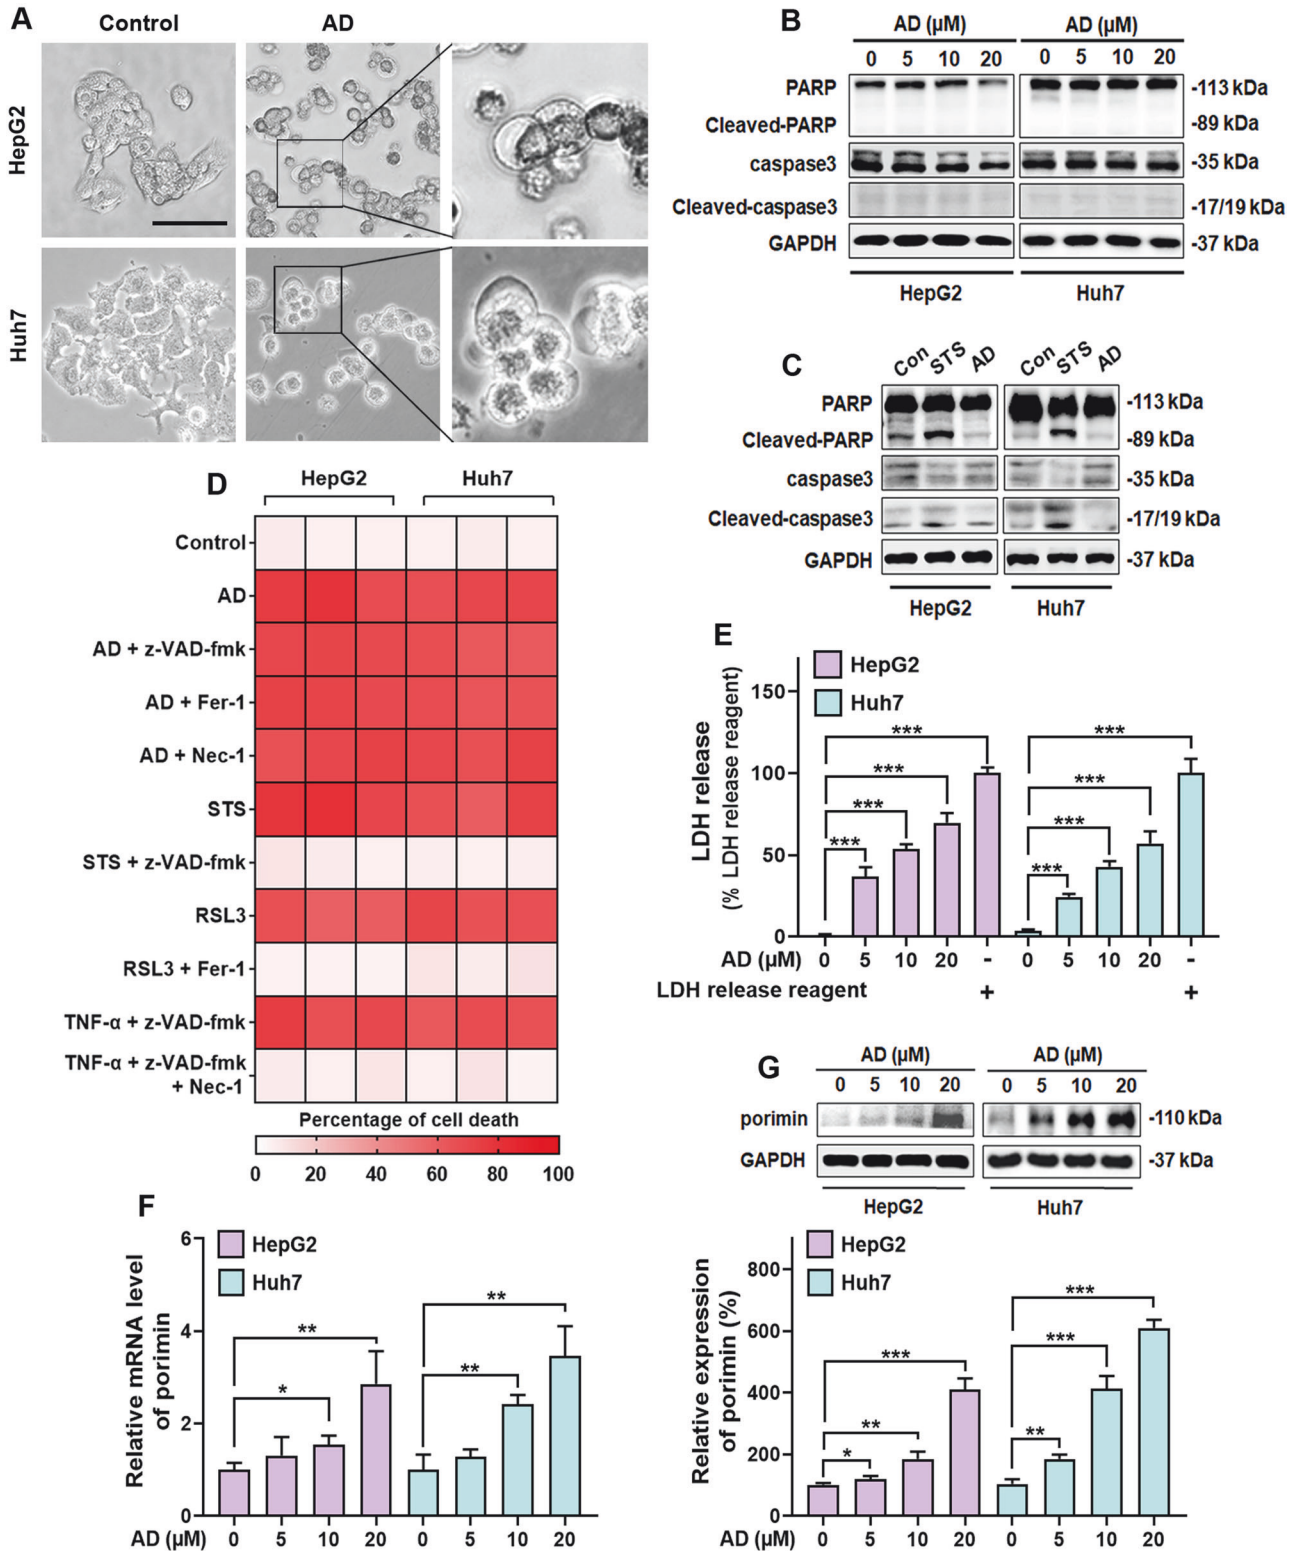 A
Control
AD
HepG2
Huh7
B
AD (μM)
AD (μM)
0 5 10 20
0 5 10 20
PARP
-113 kDa
Cleaved-PARP
-89 kDa
caspase3
-35 kDa
Cleaved-caspase3
-17/19 kDa
GAPDH
-37 kDa
HepG2
Huh7
C
Con STS AD
Con STS AD
PARP
-113 kDa
Cleaved-PARP
-89 kDa
caspase3
-35 kDa
Cleaved-caspase3
-17/19 kDa
GAPDH
-37 kDa
HepG2
Huh7
D
HepG2
Huh7
Control
AD
AD + z-VAD-fmk
AD + Fer-1
AD + Nec-1
STS
STS + z-VAD-fmk
RSL3
RSL3 + Fer-1
TNF-α + z-VAD-fmk
TNF-α + z-VAD-fmk
+ Nec-1
Percentage of cell death
0 20 40 60 80 100
E
HepG2
Huh7
LDH release
(% LDH release reagent)
150
100
50
0
*** *** *** ***
*** *** *** ***
AD (μM) 0 5 10 20 - 0 5 10 20 -
LDH release reagent + +
F
HepG2
Huh7
Relative mRNA level
of porimin
6
4
2
0
* **
** **
AD (μM) 0 5 10 20 0 5 10 20
G
AD (μM)
AD (μM)
0 5 10 20
0 5 10 20
porimin
-110 kDa
GAPDH
-37 kDa
HepG2
Huh7
HepG2
Huh7
Relative expression
of porimin (%)
800
600
400
200
0
* ** ***
** *** ***
AD (μM) 0 5 10 20 0 5 10 20